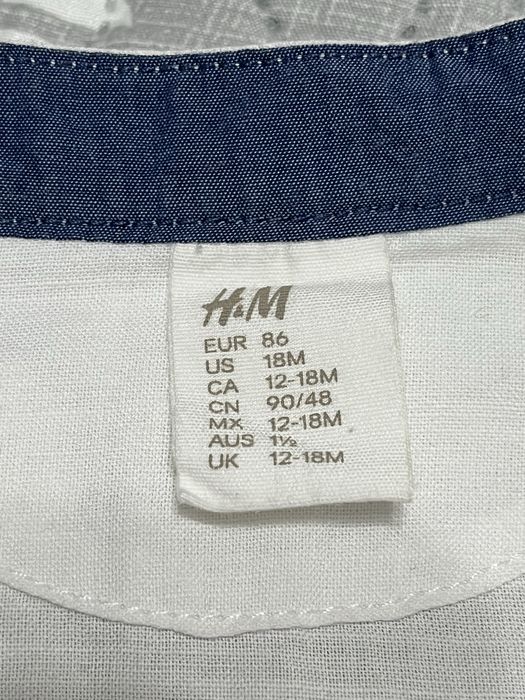 H&M
EUR 86
US 18M
CA 12-18M
CN 90/48
MX 12-18M
AUS 1½
UK 12-18M